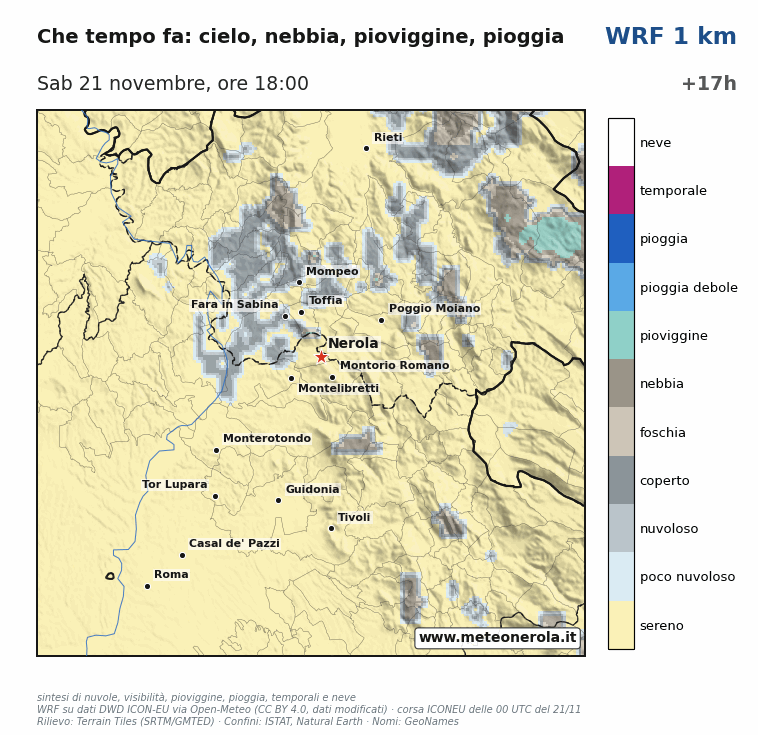 Che tempo fa: cielo, nebbia, pioviggine, pioggia
WRF 1 km
Sab 21 novembre, ore 18:00
+17h
Rieti
Mompeo
Fara in Sabina
Toffia
Poggio Moiano
Nerola
Montorio Romano
Montelibretti
Monterotondo
Tor Lupara
Guidonia
Tivoli
Casal de' Pazzi
Roma
www.meteonerola.it
neve
temporale
pioggia
pioggia debole
pioviggine
nebbia
foschia
coperto
nuvoloso
poco nuvoloso
sereno
sintesi di nuvole, visibilità, pioviggine, pioggia, temporali e neve
WRF su dati DWD ICON-EU via Open-Meteo (CC BY 4.0, dati modificati) · corsa ICONEU delle 00 UTC del 21/11
Rilievo: Terrain Tiles (SRTM/GMTED) · Confini: ISTAT, Natural Earth · Nomi: GeoNames